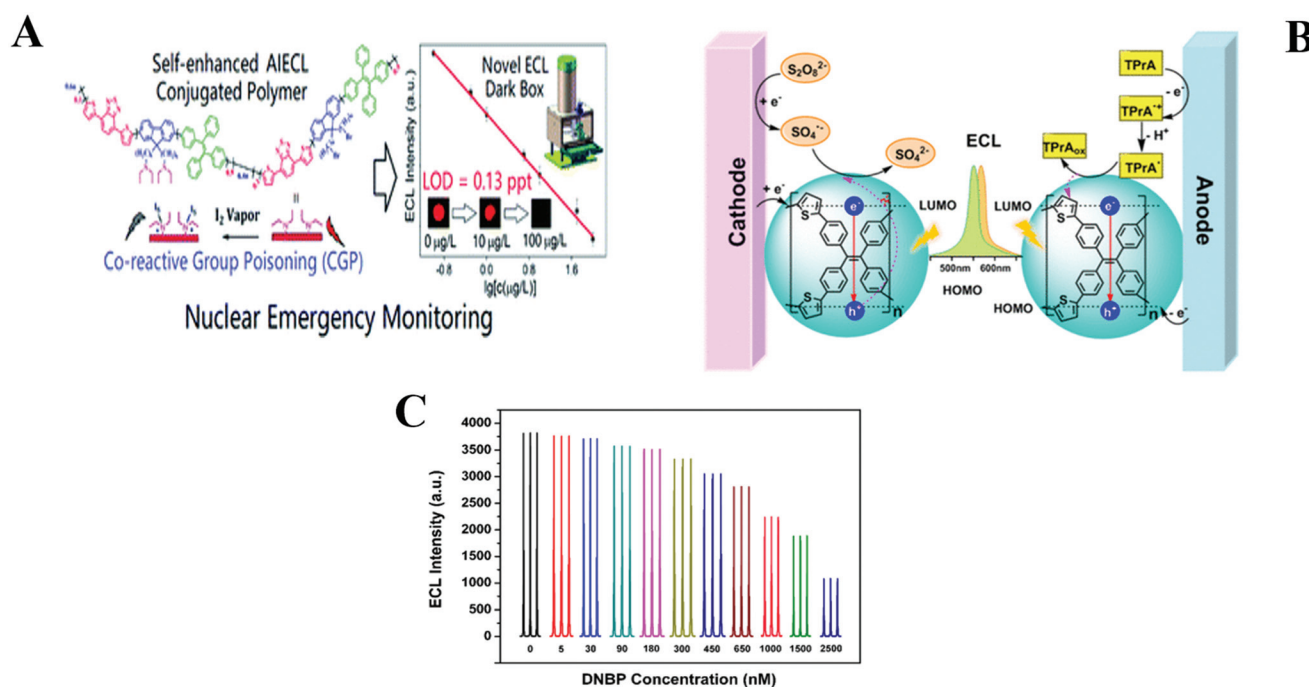 A
Self-enhanced AIECL
Conjugated Polymer
I₂ Vapor
Co-reactive Group Poisoning (CGP)
ECL Intensity (a.u.)
Novel ECL
Dark Box
LOD = 0.13 ppt
0 μg/L
10 μg/L
100 μg/L
-0.8
0.0
0.8
1.6
lg[c(μg/L)]
Nuclear Emergency Monitoring
B
Cathode
S₂O₈²⁻
+ e⁻
SO₄•⁻
SO₄²⁻
+ e⁻
e⁻
h⁺
S
S
n
LUMO
HOMO
ECL
500nm
600nm
LUMO
HOMO
TPrA
- e⁻
TPrA•⁺
- H⁺
TPrA•
TPrAox
e⁻
h⁺
S
S
n
- e⁻
Anode
C
ECL Intensity (a.u.)
4000
3500
3000
2500
2000
1500
1000
500
0
0 5 30 90 180 300 450 650 1000 1500 2500
DNBP Concentration (nM)